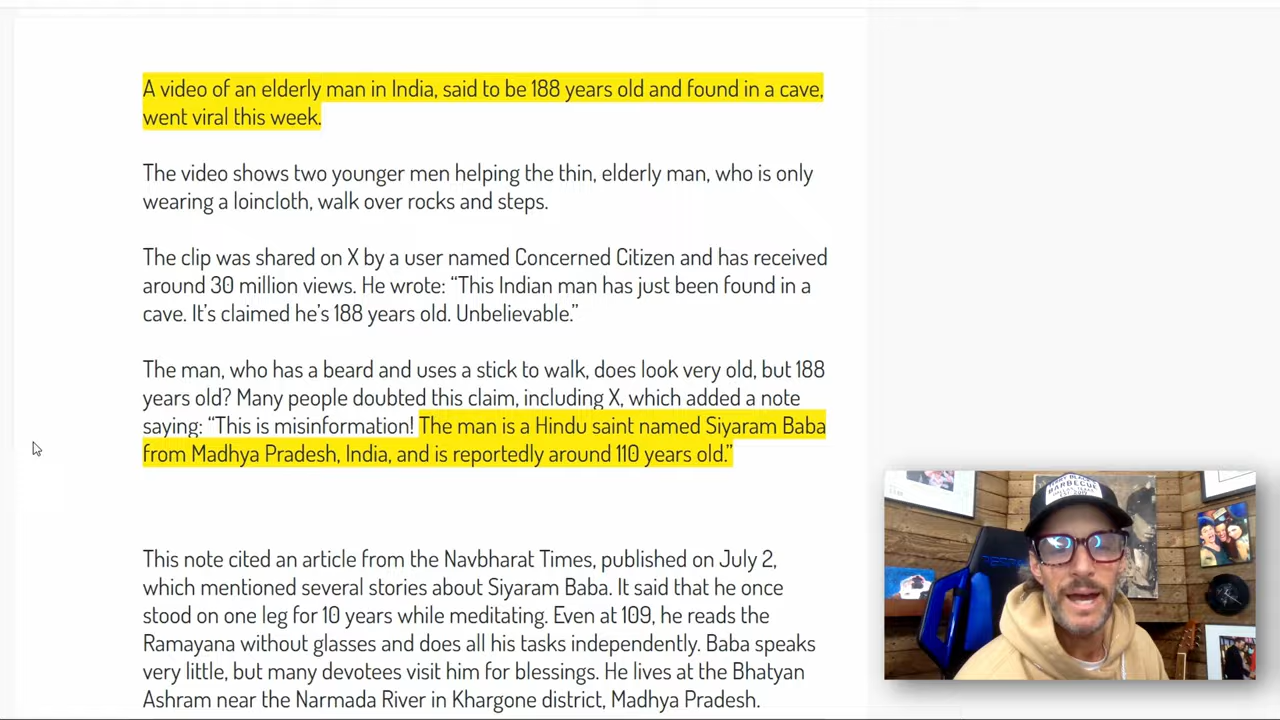 A video of an elderly man in India, said to be 188 years old and found in a cave,
went viral this week.
The video shows two younger men helping the thin, elderly man, who is only
wearing a loincloth, walk over rocks and steps.
The clip was shared on X by a user named Concerned Citizen and has received
around 30 million views. He wrote: “This Indian man has just been found in a
cave. It’s claimed he’s 188 years old. Unbelievable.”
The man, who has a beard and uses a stick to walk, does look very old, but 188
years old? Many people doubted this claim, including X, which added a note
saying: “This is misinformation! The man is a Hindu saint named Siyaram Baba
from Madhya Pradesh, India, and is reportedly around 110 years old.”
This note cited an article from the Navbharat Times, published on July 2,
which mentioned several stories about Siyaram Baba. It said that he once
stood on one leg for 10 years while meditating. Even at 109, he reads the
Ramayana without glasses and does all his tasks independently. Baba speaks
very little, but many devotees visit him for blessings. He lives at the Bhatyan
Ashram near the Narmada River in Khargone district, Madhya Pradesh.
BARBECUE